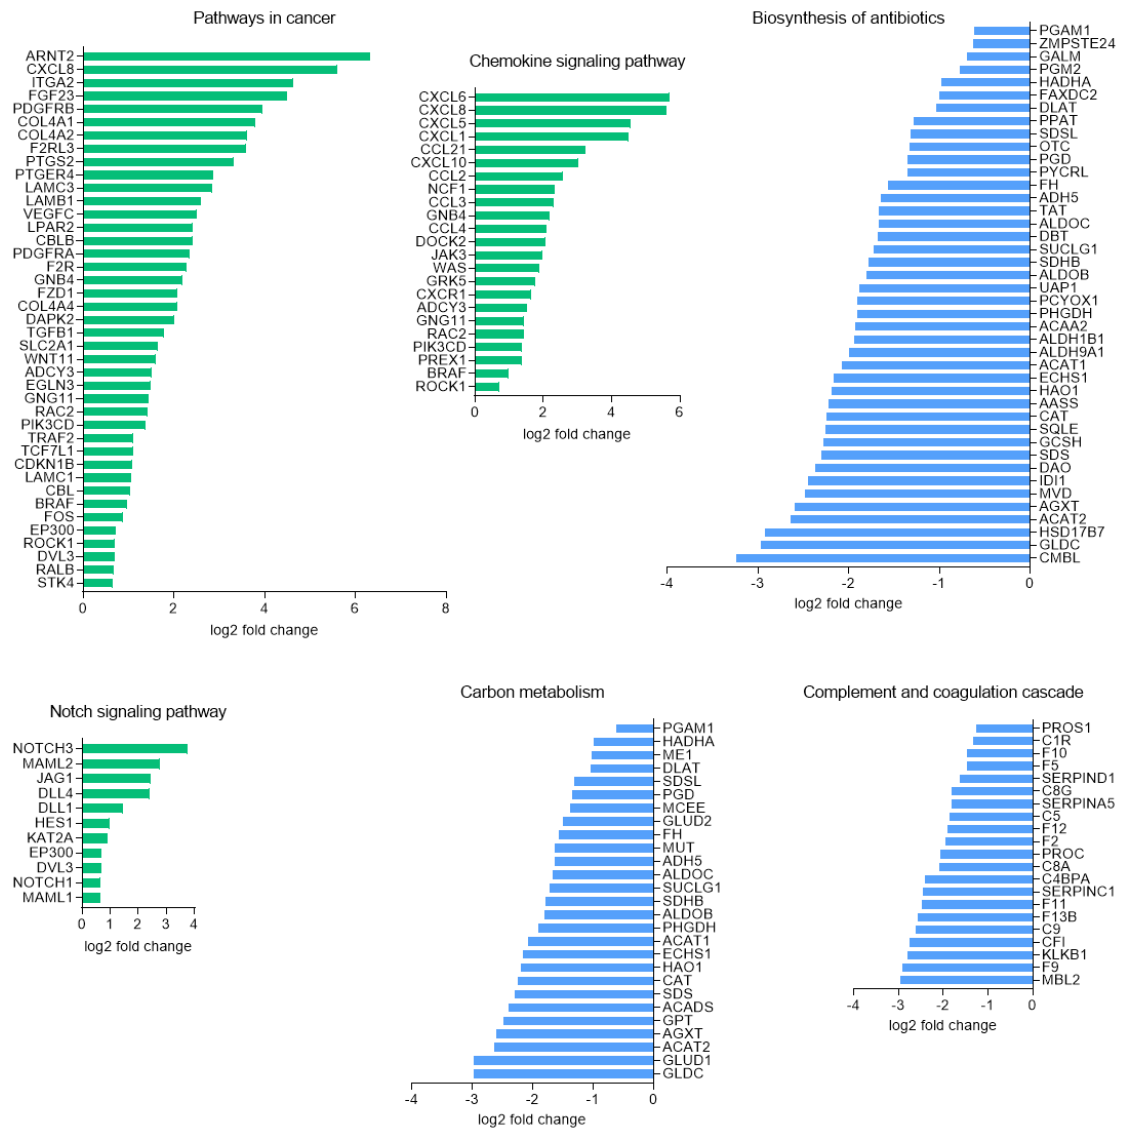 Pathways in cancer
ARNT2
CXCL8
ITGA2
FGF23
PDGFRB
COL4A1
COL4A2
F2RL3
PTGS2
PTGER4
LAMC3
LAMB1
VEGFC
LPAR2
CBLB
PDGFRA
F2R
GNB4
FZD1
COL4A4
DAPK2
TGFB1
SLC2A1
WNT11
ADCY3
EGLN3
GNG11
RAC2
PIK3CD
TRAF2
TCF7L1
CDKN1B
LAMC1
CBL
BRAF
FOS
EP300
ROCK1
DVL3
RALB
STK4
0 2 4 6 8
log2 fold change
Chemokine signaling pathway
CXCL6
CXCL8
CXCL5
CXCL1
CCL21
CXCL10
CCL2
NCF1
CCL3
GNB4
CCL4
DOCK2
JAK3
WAS
GRK5
CXCR1
ADCY3
GNG11
RAC2
PIK3CD
PREX1
BRAF
ROCK1
0 2 4 6
log2 fold change
Biosynthesis of antibiotics
PGAM1
ZMPSTE24
GALM
PGM2
HADHA
FAXDC2
DLAT
PPAT
SDSL
OTC
PGD
PYCRL
FH
ADH5
TAT
ALDOC
DBT
SUCLG1
SDHB
ALDOB
UAP1
PCYOX1
PHGDH
ACAA2
ALDH1B1
ALDH9A1
ACAT1
ECHS1
HAO1
AASS
CAT
SQLE
GCSH
SDS
DAO
IDI1
MVD
AGXT
ACAT2
HSD17B7
GLDC
CMBL
-4 -3 -2 -1 0
log2 fold change
Notch signaling pathway
NOTCH3
MAML2
JAG1
DLL4
DLL1
HES1
KAT2A
EP300
DVL3
NOTCH1
MAML1
0 1 2 3 4
log2 fold change
Carbon metabolism
PGAM1
HADHA
ME1
DLAT
SDSL
PGD
MCEE
GLUD2
FH
MUT
ADH5
ALDOC
SUCLG1
SDHB
ALDOB
PHGDH
ACAT1
ECHS1
HAO1
CAT
SDS
ACADS
GPT
AGXT
ACAT2
GLUD1
GLDC
-4 -3 -2 -1 0
log2 fold change
Complement and coagulation cascade
PROS1
C1R
F10
F5
SERPIND1
C8G
SERPINA5
C5
F12
F2
PROC
C8A
C4BPA
SERPINC1
F11
F13B
C9
CFI
KLKB1
F9
MBL2
-4 -3 -2 -1 0
log2 fold change